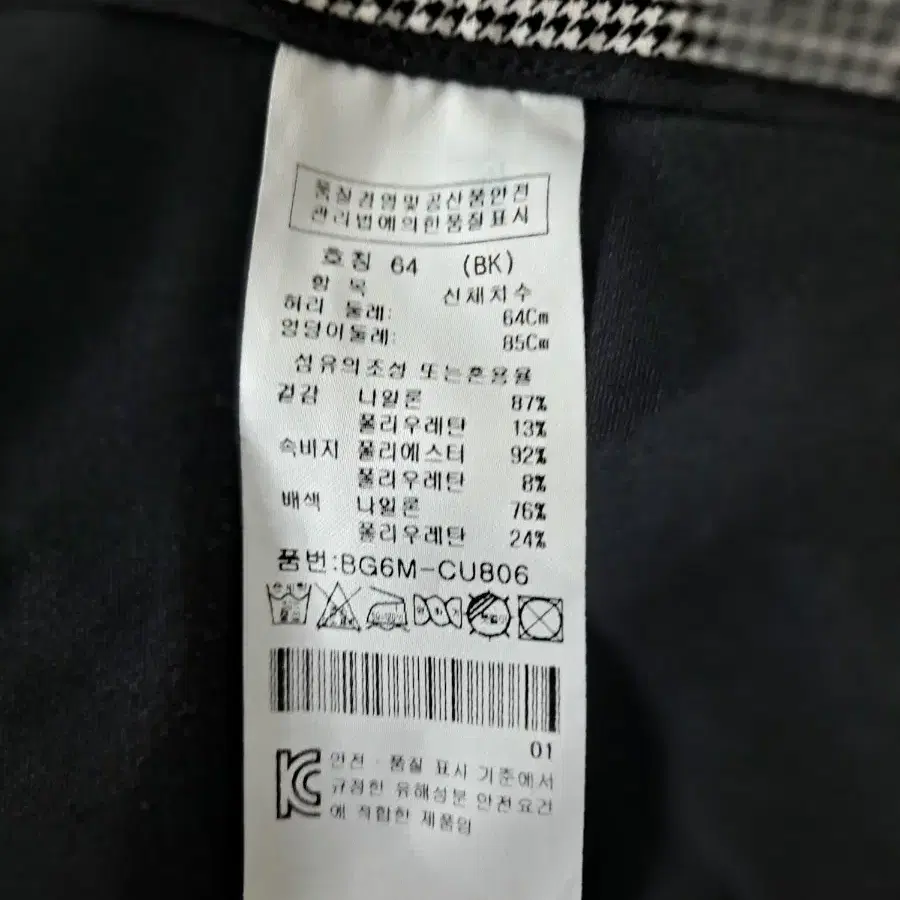 품질경영및공산품안전
관리법에의한품질표시
호칭 64 (BK)
항 목 신체치수
허리 둘레: 64Cm
엉덩이둘레: 85Cm
섬유의조성 또는혼용율
겉감 나일론 87%
폴리우레탄 13%
속바지 폴리에스터 92%
폴리우레탄 8%
배색 나일론 76%
폴리우레탄 24%
품번:BG6M-CU806
01
안전·품질 표시 기준에서
규정한 유해성분 안전요건
에 적합한 제품임